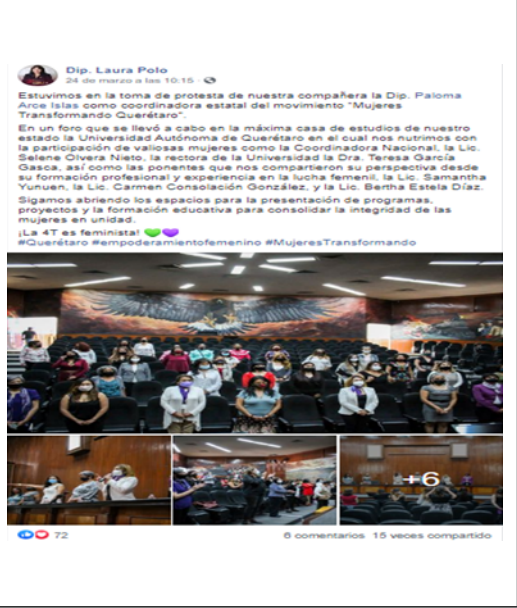 Dip. Laura Polo
24 de marzo a las 10:15 ·
Estuvimos en la toma de protesta de nuestra compañera la Dip. Paloma
Arce Islas como coordinadora estatal del movimiento "Mujeres
Transformando Querétaro".
En un foro que se llevó a cabo en la máxima casa de estudios de nuestro
estado la Universidad Autónoma de Querétaro en el cual nos nutrimos con
la participación de valiosas mujeres como la Coordinadora Nacional, la Lic.
Selene Olvera Nieto, la rectora de la Universidad la Dra. Teresa García
Gasca, así como las ponentes que nos compartieron su perspectiva desde
su formación profesional y experiencia en la lucha femenil, la Lic. Samantha
Yunuen, la Lic. Carmen Consolación González, y la Lic. Bertha Estela Díaz.
Sigamos abriendo los espacios para la presentación de programas,
proyectos y la formación educativa para consolidar la integridad de las
mujeres en unidad.
¡La 4T es feminista! 💚💜
#Querétaro #empoderamientofemenino #MujeresTransformando
+6
72
6 comentarios 15 veces compartido